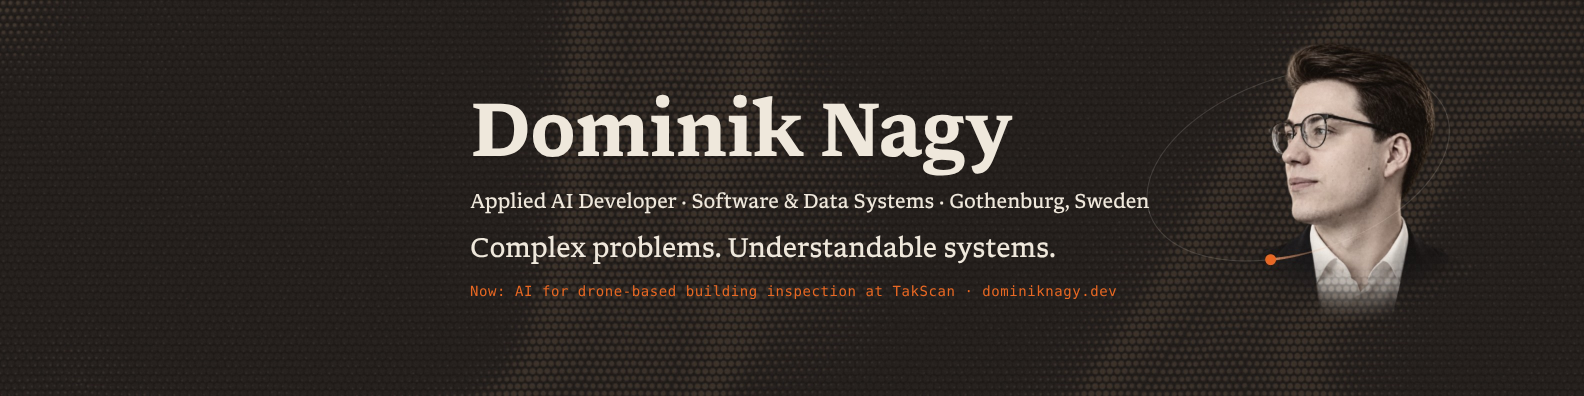 Dominik Nagy
Applied AI Developer · Software & Data Systems · Gothenburg, Sweden
Complex problems. Understandable systems.
Now: AI for drone-based building inspection at TakScan · dominiknagy.dev